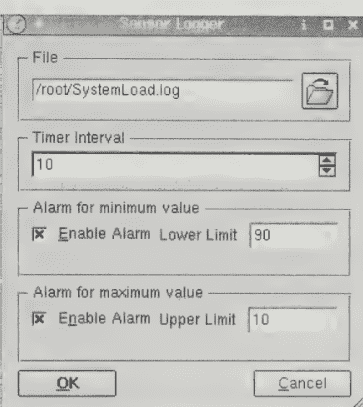 Sensor Logger
File
/root/SystemLoad.log
Timer Interval
10
Alarm for minimum value
Enable Alarm Lower Limit 90
Alarm for maximum value
Enable Alarm Upper Limit 10
OK Cancel